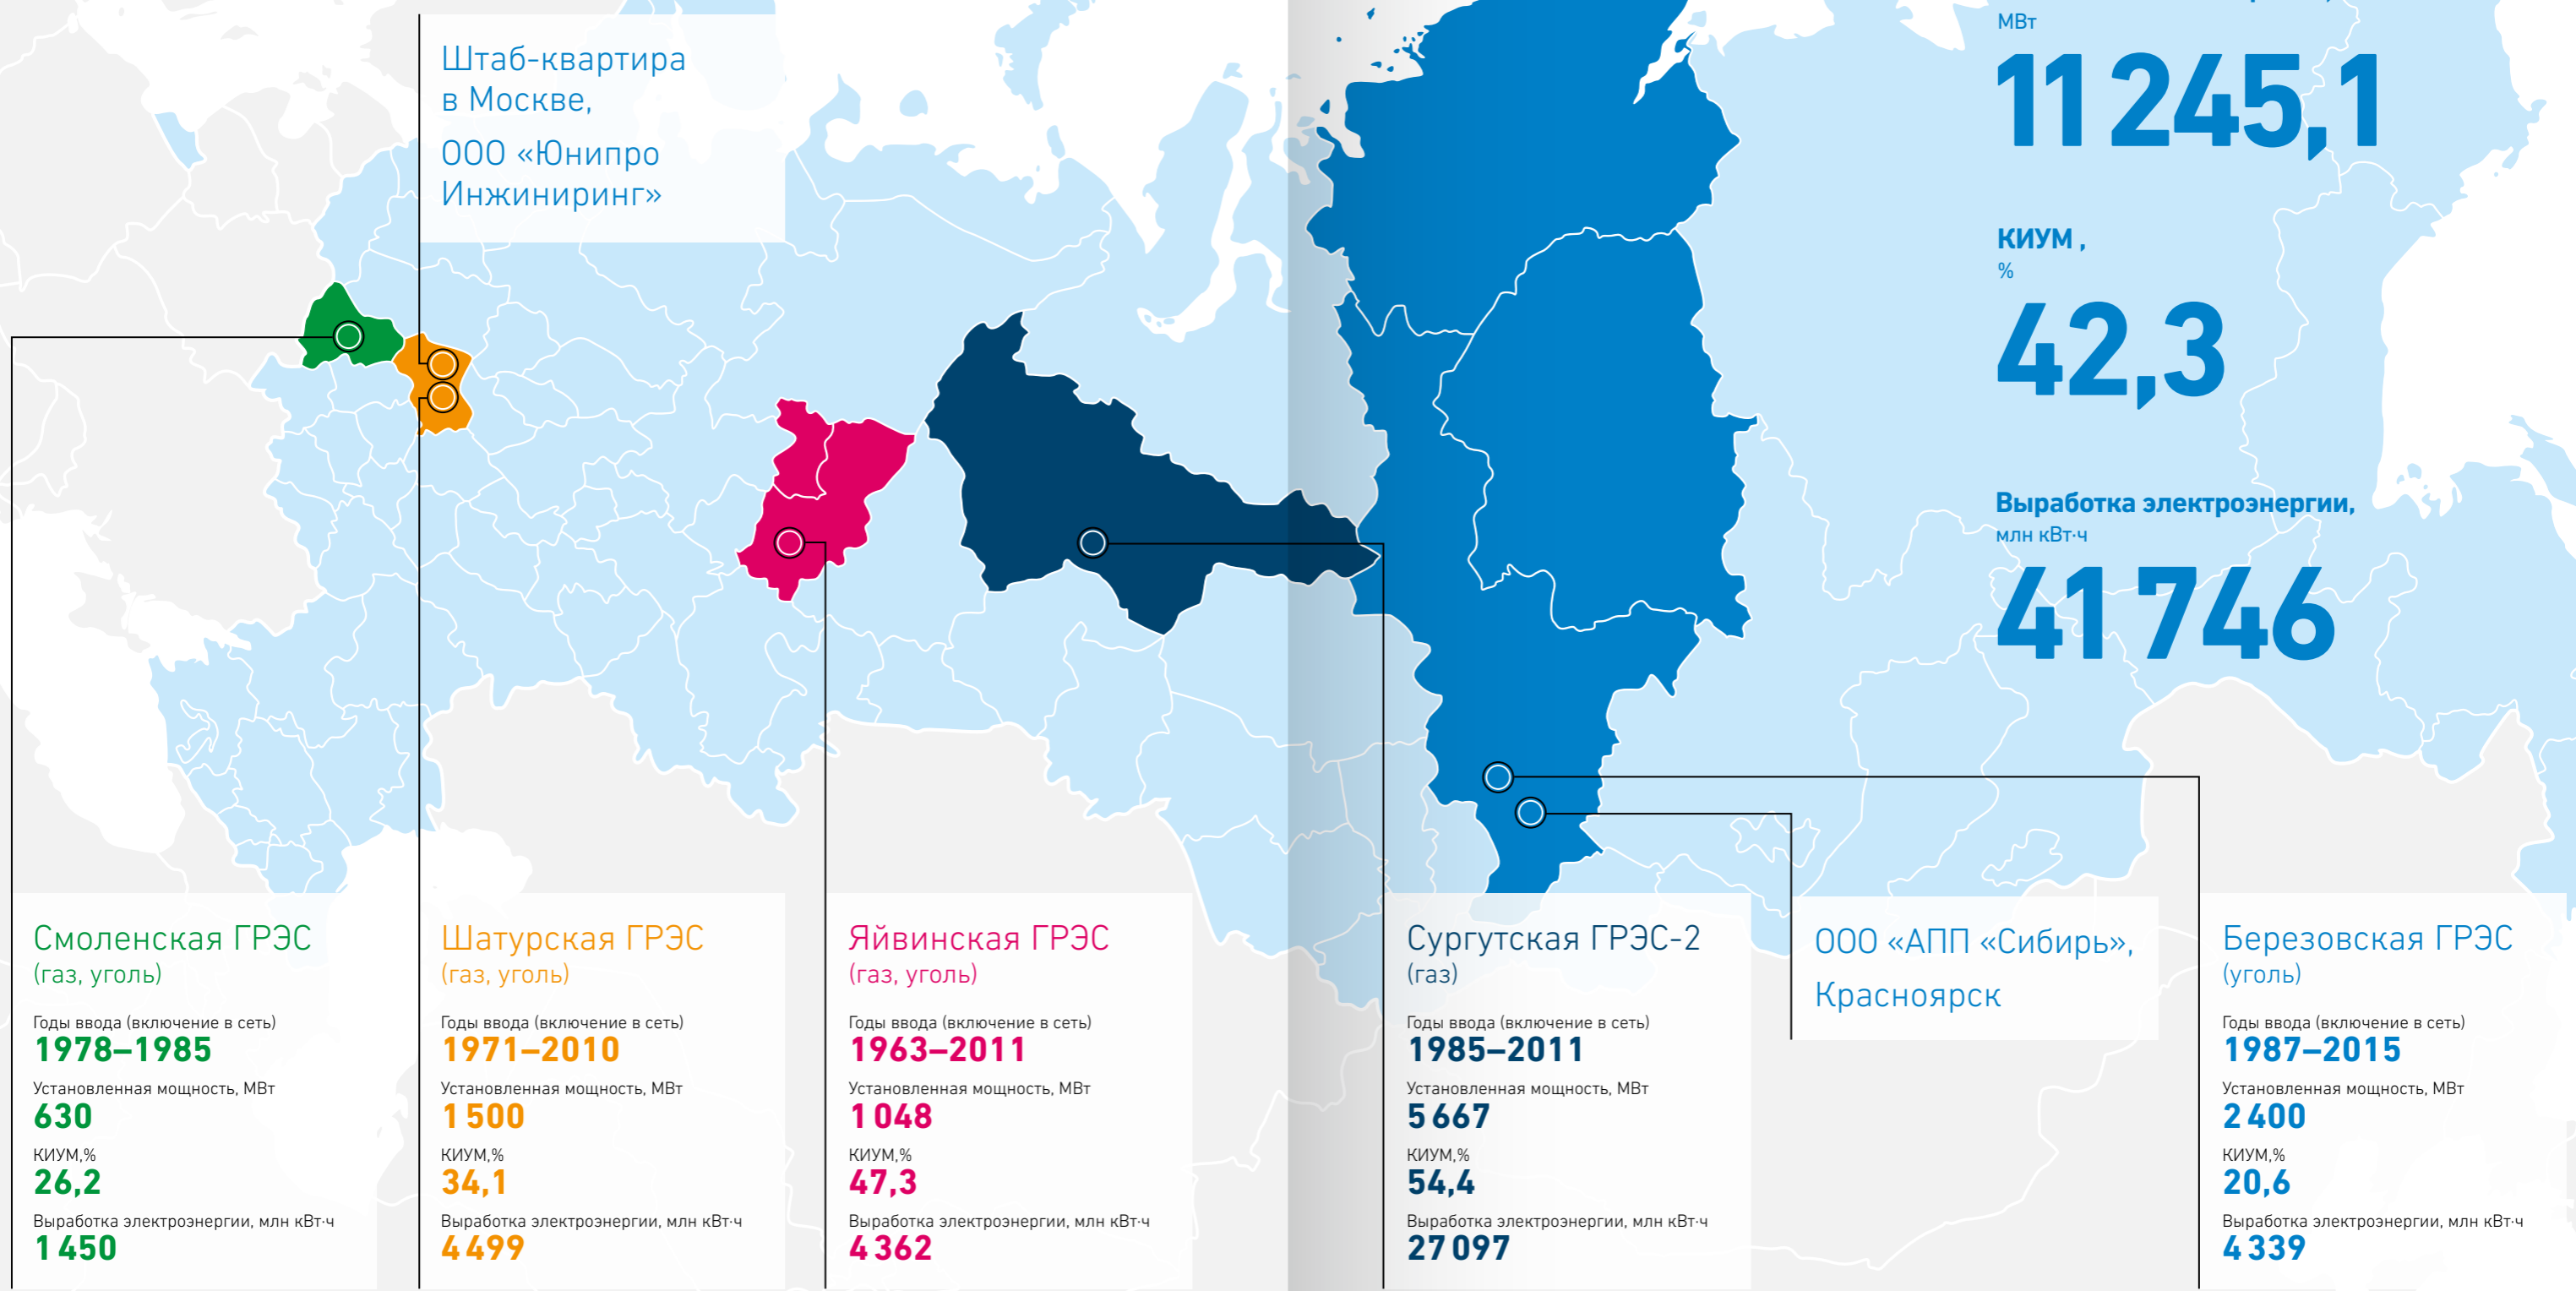 Штаб-квартира
в Москве,
ООО «Юнипро
Инжиниринг»
МВт
11 245,1
КИУМ ,
%
42,3
Выработка электроэнергии,
млн кВт·ч
41 746
Смоленская ГРЭС
(газ, уголь)
Годы ввода (включение в сеть)
1978–1985
Установленная мощность, МВт
630
КИУМ,%
26,2
Выработка электроэнергии, млн кВт·ч
1 450
Шатурская ГРЭС
(газ, уголь)
Годы ввода (включение в сеть)
1971–2010
Установленная мощность, МВт
1 500
КИУМ,%
34,1
Выработка электроэнергии, млн кВт·ч
4 499
Яйвинская ГРЭС
(газ, уголь)
Годы ввода (включение в сеть)
1963–2011
Установленная мощность, МВт
1 048
КИУМ,%
47,3
Выработка электроэнергии, млн кВт·ч
4 362
Сургутская ГРЭС-2
(газ)
Годы ввода (включение в сеть)
1985–2011
Установленная мощность, МВт
5 667
КИУМ,%
54,4
Выработка электроэнергии, млн кВт·ч
27 097
ООО «АПП «Сибирь»,
Красноярск
Березовская ГРЭС
(уголь)
Годы ввода (включение в сеть)
1987–2015
Установленная мощность, МВт
2 400
КИУМ,%
20,6
Выработка электроэнергии, млн кВт·ч
4 339